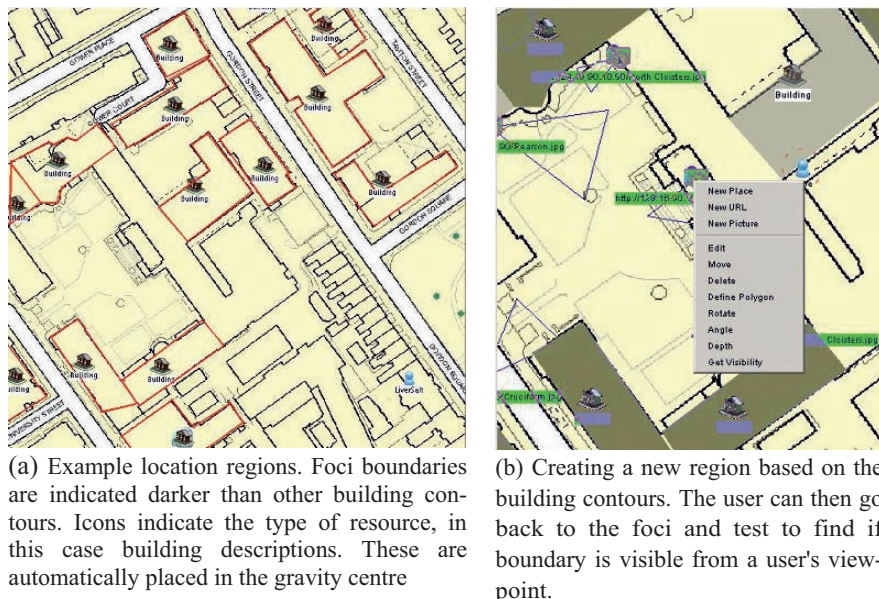 GOWER PLACE
GORDON STREET
TAVITON STREET
Building
Building
Building
Building
COURT
Building
Building
Building
Building
GORDON SQUARE
Building
Building
GORDON SQUARE
LiverSalt
UNIVERSITY STREET
(a) Example location regions. Foci boundaries
are indicated darker than other building con-
tours. Icons indicate the type of resource, in
this case building descriptions. These are
automatically placed in the gravity centre
North Cloisters.jpg
Building
90/Pearson.jpg
New Place
New URL
New Picture
Edit
Move
Delete
Define Polygon
Rotate
Angle
Depth
Get Visibility
Cloisters.jpg
Cruciform.jpg
(b) Creating a new region based on the
building contours. The user can then go
back to the foci and test to find if
boundary is visible from a user's view-
point.